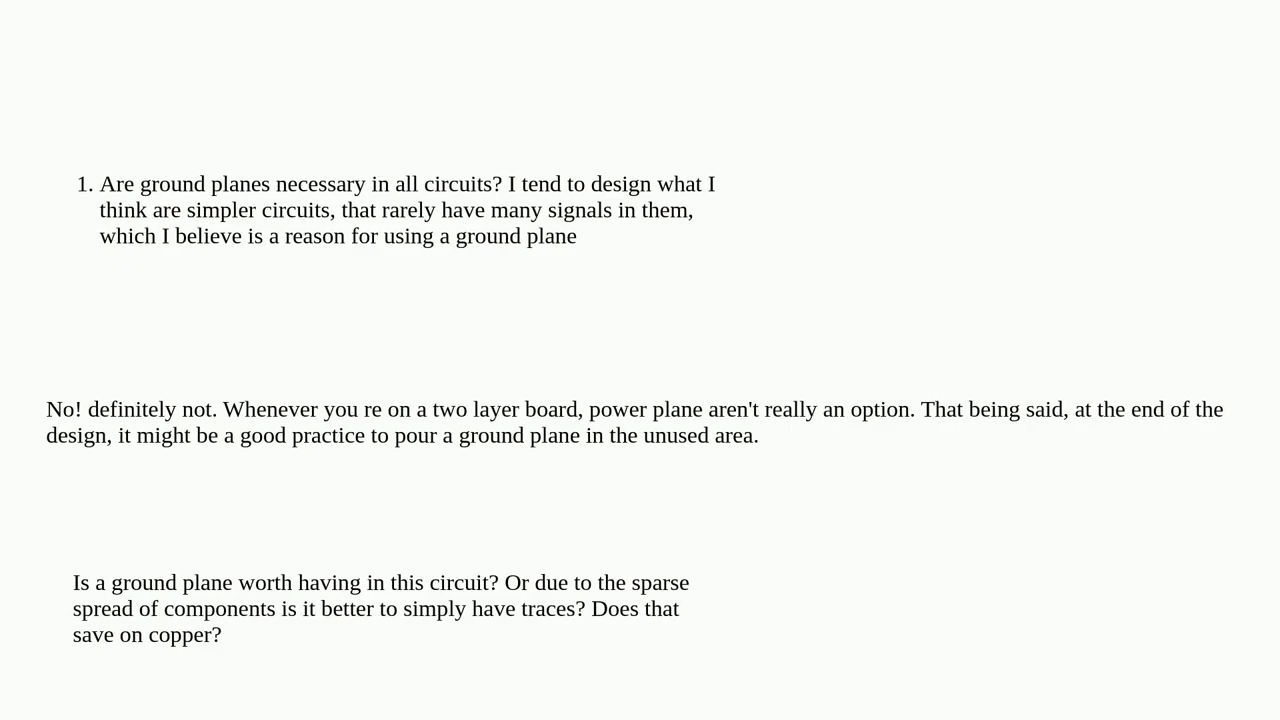 1. Are ground planes necessary in all circuits? I tend to design what I
think are simpler circuits, that rarely have many signals in them,
which I believe is a reason for using a ground plane
No! definitely not. Whenever you re on a two layer board, power plane aren't really an option. That being said, at the end of the
design, it might be a good practice to pour a ground plane in the unused area.
Is a ground plane worth having in this circuit? Or due to the sparse
spread of components is it better to simply have traces? Does that
save on copper?